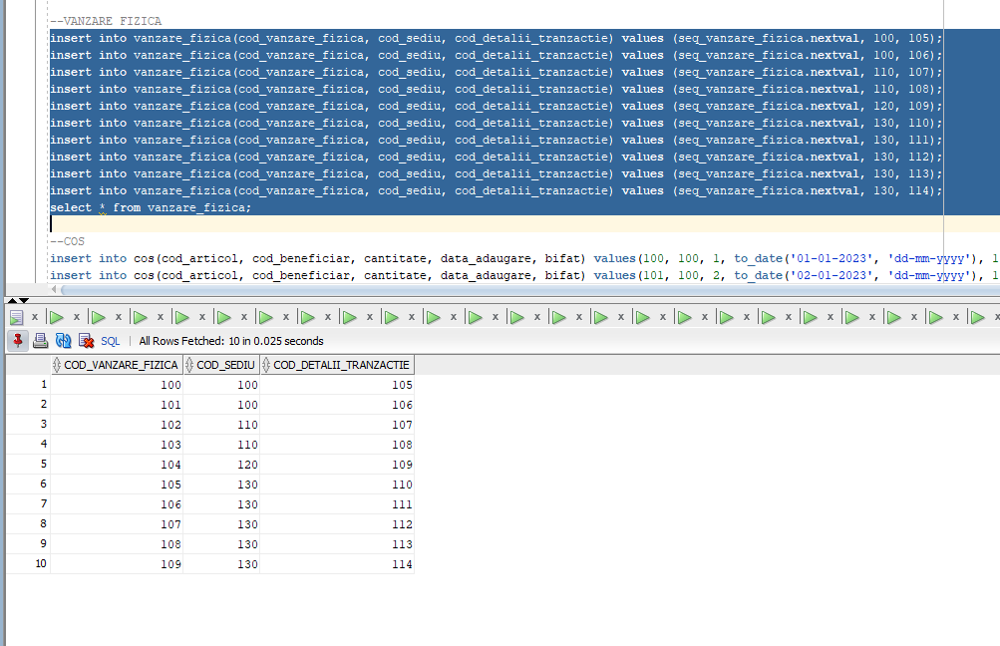 --VANZARE FIZICA
insert into vanzare_fizica(cod_vanzare_fizica, cod_sediu, cod_detalii_tranzactie) values (seq_vanzare_fizica.nextval, 100, 105);
insert into vanzare_fizica(cod_vanzare_fizica, cod_sediu, cod_detalii_tranzactie) values (seq_vanzare_fizica.nextval, 100, 106);
insert into vanzare_fizica(cod_vanzare_fizica, cod_sediu, cod_detalii_tranzactie) values (seq_vanzare_fizica.nextval, 110, 107);
insert into vanzare_fizica(cod_vanzare_fizica, cod_sediu, cod_detalii_tranzactie) values (seq_vanzare_fizica.nextval, 110, 108);
insert into vanzare_fizica(cod_vanzare_fizica, cod_sediu, cod_detalii_tranzactie) values (seq_vanzare_fizica.nextval, 120, 109);
insert into vanzare_fizica(cod_vanzare_fizica, cod_sediu, cod_detalii_tranzactie) values (seq_vanzare_fizica.nextval, 130, 110);
insert into vanzare_fizica(cod_vanzare_fizica, cod_sediu, cod_detalii_tranzactie) values (seq_vanzare_fizica.nextval, 130, 111);
insert into vanzare_fizica(cod_vanzare_fizica, cod_sediu, cod_detalii_tranzactie) values (seq_vanzare_fizica.nextval, 130, 112);
insert into vanzare_fizica(cod_vanzare_fizica, cod_sediu, cod_detalii_tranzactie) values (seq_vanzare_fizica.nextval, 130, 113);
insert into vanzare_fizica(cod_vanzare_fizica, cod_sediu, cod_detalii_tranzactie) values (seq_vanzare_fizica.nextval, 130, 114);
select * from vanzare_fizica;
--COS
insert into cos(cod_articol, cod_beneficiar, cantitate, data_adaugare, bifat) values(100, 100, 1, to_date('01-01-2023', 'dd-mm-yyyy'), 1
insert into cos(cod_articol, cod_beneficiar, cantitate, data_adaugare, bifat) values(101, 100, 2, to_date('02-01-2023', 'dd-mm-yyyy'), 1
SQL | All Rows Fetched: 10 in 0.025 seconds
COD_VANZARE_FIZICA COD_SEDIU COD_DETALII_TRANZACTIE
1 100 100 105
2 101 100 106
3 102 110 107
4 103 110 108
5 104 120 109
6 105 130 110
7 106 130 111
8 107 130 112
9 108 130 113
10 109 130 114